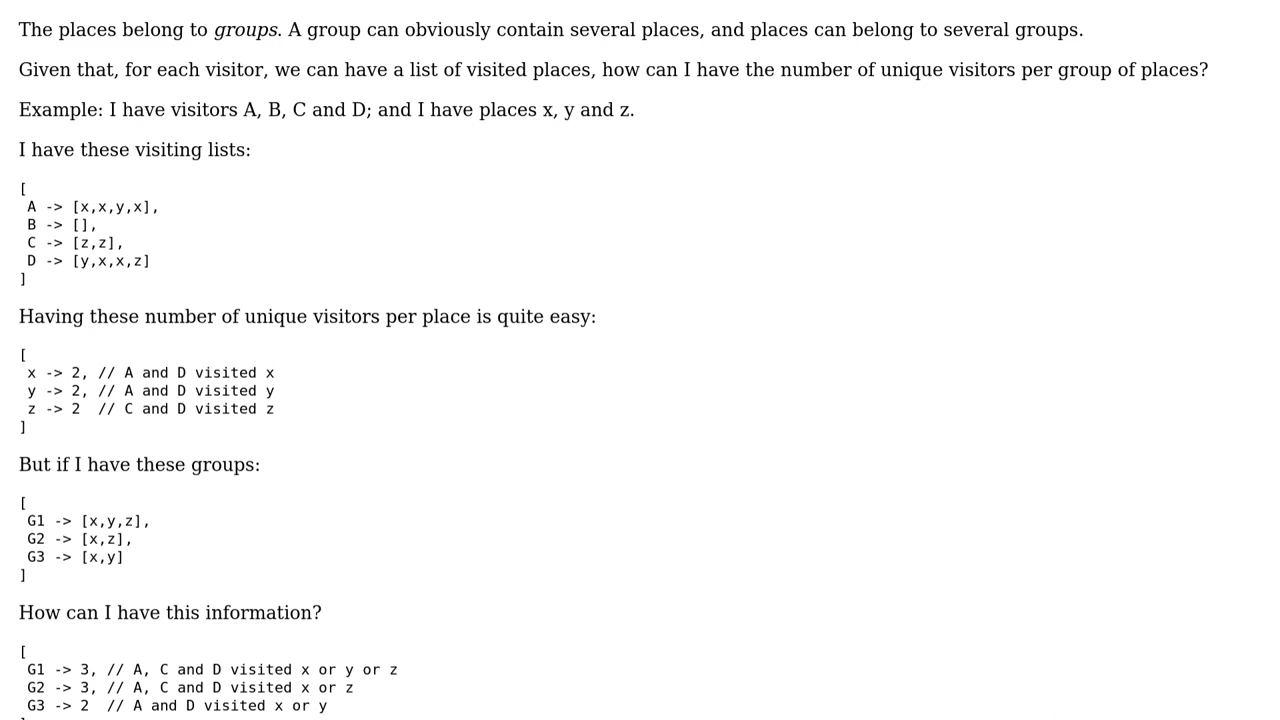 The places belong to groups. A group can obviously contain several places, and places can belong to several groups.
Given that, for each visitor, we can have a list of visited places, how can I have the number of unique visitors per group of places?
Example: I have visitors A, B, C and D; and I have places x, y and z.
I have these visiting lists:
[
 A -> [x,x,y,x],
 B -> [],
 C -> [z,z],
 D -> [y,x,x,z]
]
Having these number of unique visitors per place is quite easy:
[
 x -> 2, // A and D visited x
 y -> 2, // A and D visited y
 z -> 2  // C and D visited z
]
But if I have these groups:
[
 G1 -> [x,y,z],
 G2 -> [x,z],
 G3 -> [x,y]
]
How can I have this information?
[
 G1 -> 3, // A, C and D visited x or y or z
 G2 -> 3, // A, C and D visited x or z
 G3 -> 2  // A and D visited x or y